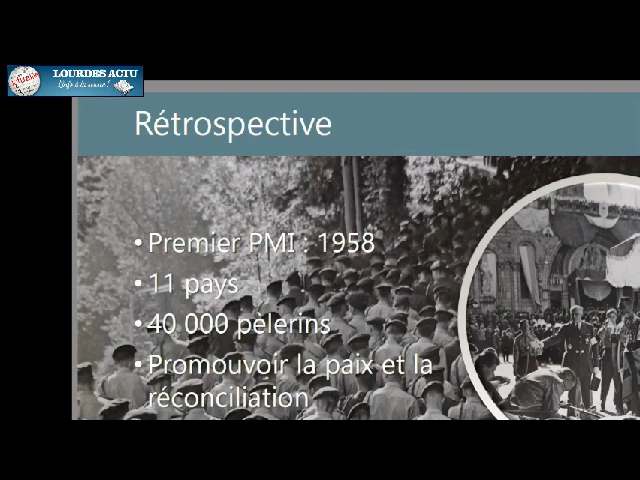 LOURDES ACTU
Rétrospective
• Premier PMI : 1958
• 11 pays
• 40 000 pèlerins
• Promouvoir la paix et la
réconciliation